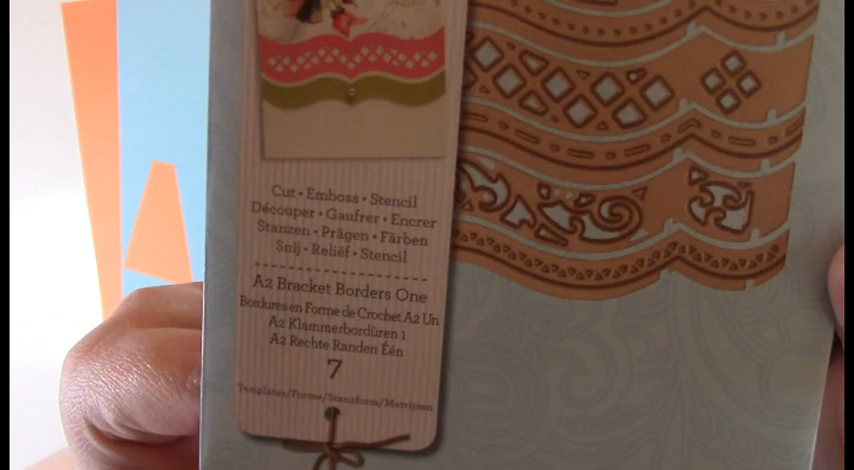 Cut • Emboss • Stencil
Découper • Gaufrer • Encrer
Stanzen • Prägen • Färben
Snij • Reliëf • Stencil
A2 Bracket Borders One
Bordures en Forme de Crochet A2 Un
A2 Klammerbordüren 1
A2 Rechte Randen Één
7
Templates/Forme/Stanzform/Matrijzen